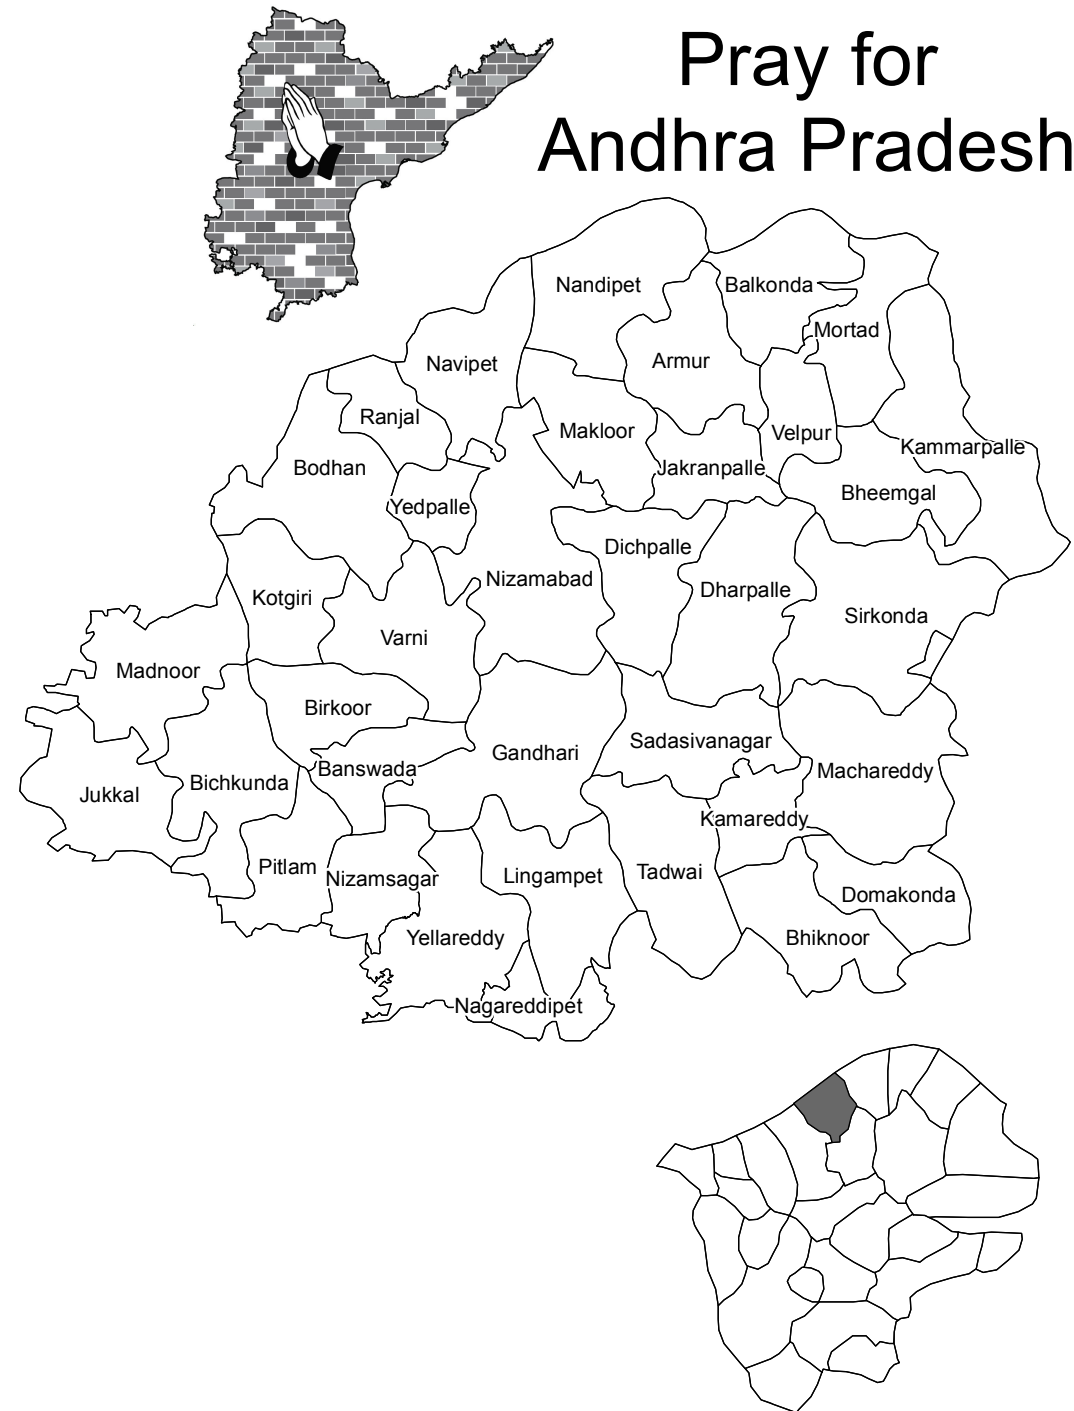 Pray for
Andhra Pradesh
Nandipet
Balkonda
Mortad
Navipet
Armur
Ranjal
Makloor
Velpur
Kammarpalle
Bodhan
Jakranpalle
Yedpalle
Bheemgal
Dichpalle
Nizamabad
Dharpalle
Kotgiri
Sirkonda
Varni
Madnoor
Birkoor
Sadasivanagar
Gandhari
Banswada
Machareddy
Bichkunda
Jukkal
Kamareddy
Pitlam
Nizamsagar
Lingampet
Tadwai
Domakonda
Yellareddy
Bhiknoor
Nagareddipet